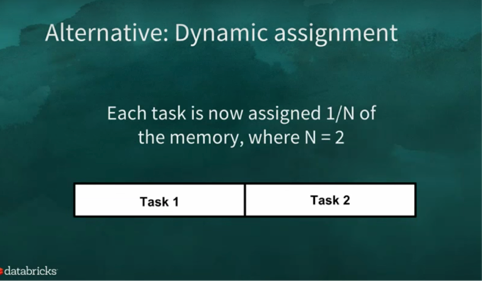 Alternative: Dynamic assignment
Each task is now assigned 1/N of
the memory, where N = 2
Task 1
Task 2
databricks